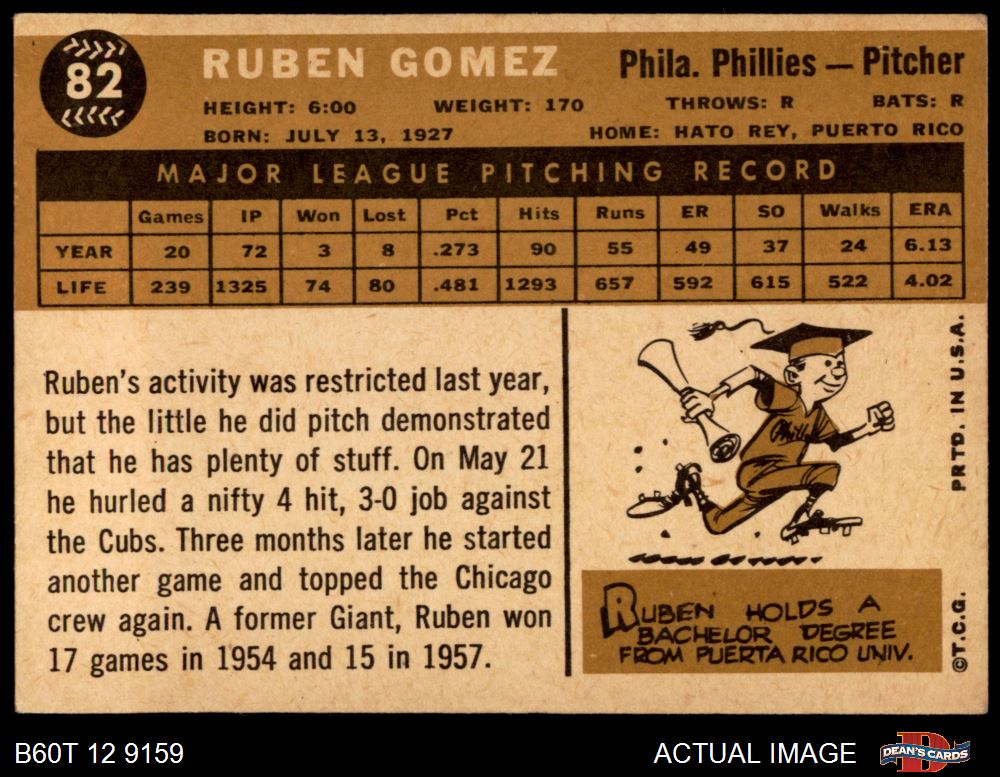 82
RUBEN GOMEZ
Phila. Phillies — Pitcher
HEIGHT: 6:00 WEIGHT: 170 THROWS: R BATS: R
BORN: JULY 13, 1927 HOME: HATO REY, PUERTO RICO
MAJOR LEAGUE PITCHING RECORD
Games IP Won Lost Pct Hits Runs ER SO Walks ERA
YEAR 20 72 3 8 .273 90 55 49 37 24 6.13
LIFE 239 1325 74 80 .481 1293 657 592 615 522 4.02
Ruben's activity was restricted last year,
but the little he did pitch demonstrated
that he has plenty of stuff. On May 21
he hurled a nifty 4 hit, 3-0 job against
the Cubs. Three months later he started
another game and topped the Chicago
crew again. A former Giant, Ruben won
17 games in 1954 and 15 in 1957.
Phills
RUBEN HOLDS A
BACHELOR DEGREE
FROM PUERTA RICO UNIV.
©T.C.G. PRTD. IN U.S.A.
B60T 12 9159
ACTUAL IMAGE
D
DEAN'S CARDS